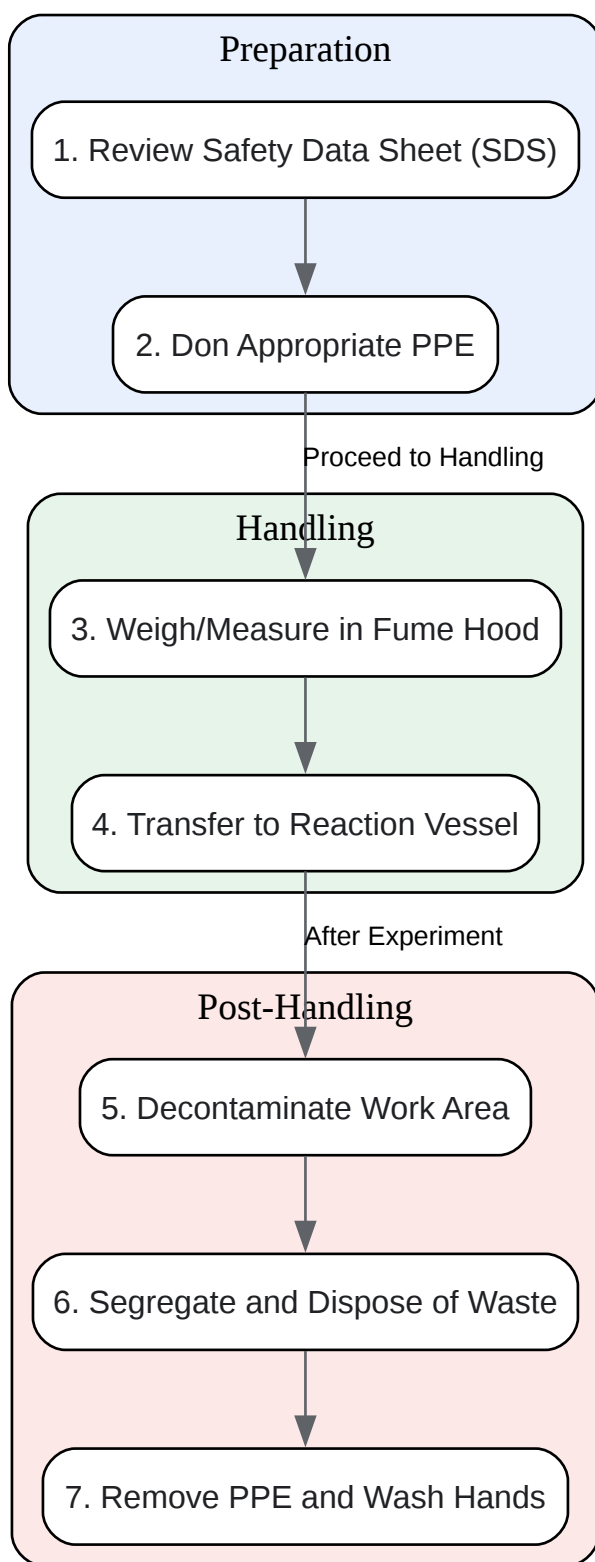 Preparation
1. Review Safety Data Sheet (SDS)
2. Don Appropriate PPE
Proceed to Handling
Handling
3. Weigh/Measure in Fume Hood
4. Transfer to Reaction Vessel
After Experiment
Post-Handling
5. Decontaminate Work Area
6. Segregate and Dispose of Waste
7. Remove PPE and Wash Hands